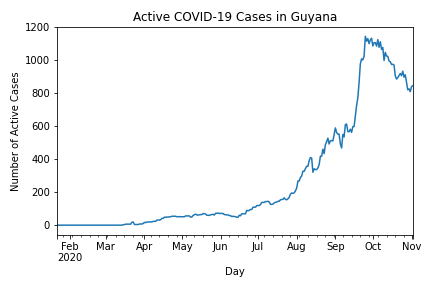 Active COVID-19 Cases in Guyana
1200
1000
800
600
400
200
0
Number of Active Cases
Feb Mar Apr May Jun Jul Aug Sep Oct Nov
2020
Day